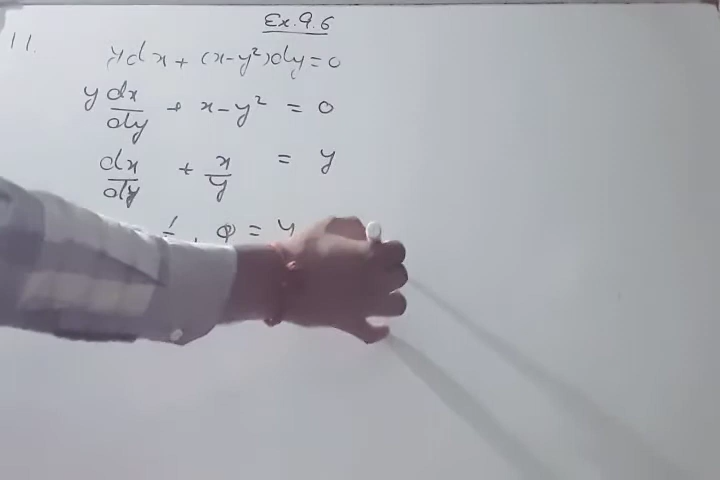 Ex.9.6
11. ydx + (x-y²)dy = 0
y dx/dy + x-y² = 0
dx/dy + x/y = y
Q = y